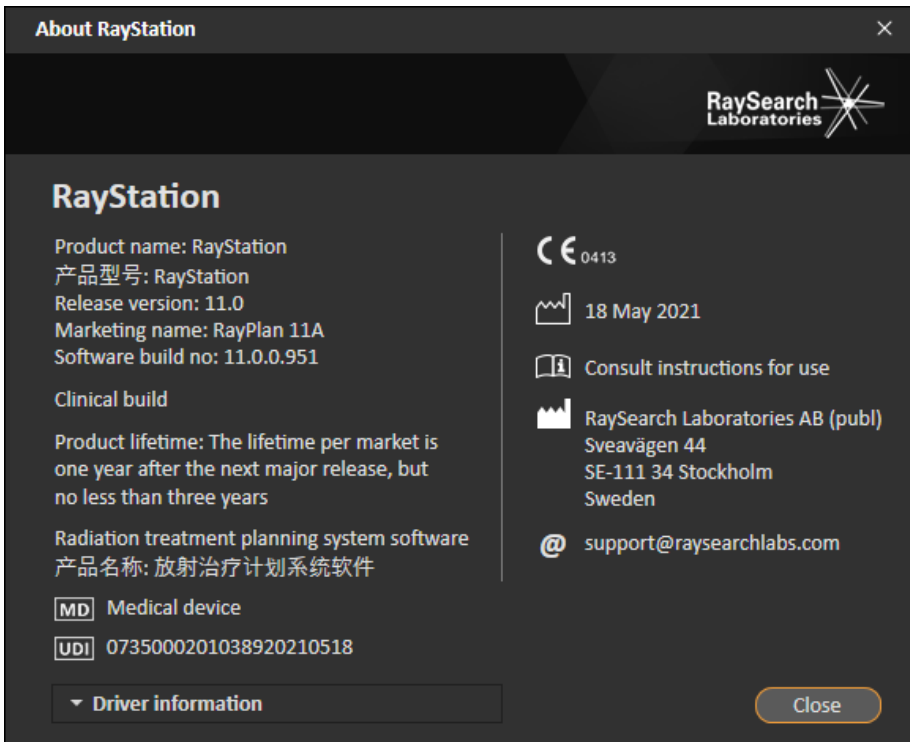 About RayStation
RaySearch
Laboratories
RayStation
Product name: RayStation
产品型号: RayStation
Release version: 11.0
Marketing name: RayPlan 11A
Software build no: 11.0.0.951
Clinical build
Product lifetime: The lifetime per market is
one year after the next major release, but
no less than three years
Radiation treatment planning system software
产品名称: 放射治疗计划系统软件
MD Medical device
UDI 0735000201038920210518
Driver information
CE 0413
18 May 2021
Consult instructions for use
RaySearch Laboratories AB (publ)
Sveavägen 44
SE-111 34 Stockholm
Sweden
@ support@raysearchlabs.com
Close